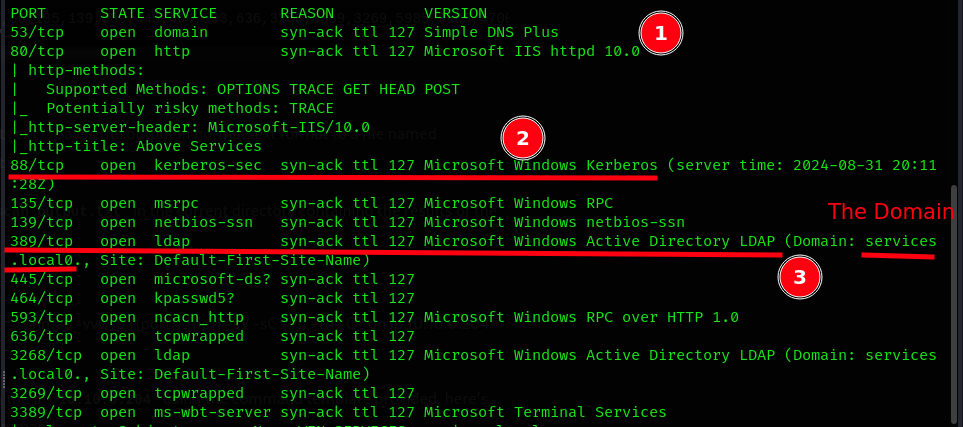 PORT STATE SERVICE REASON VERSION
53/tcp open domain syn-ack ttl 127 Simple DNS Plus
1
80/tcp open http syn-ack ttl 127 Microsoft IIS httpd 10.0
| http-methods:
| Supported Methods: OPTIONS TRACE GET HEAD POST
|_ Potentially risky methods: TRACE
|_http-server-header: Microsoft-IIS/10.0
2
|_http-title: Above Services
88/tcp open kerberos-sec syn-ack ttl 127 Microsoft Windows Kerberos (server time: 2024-08-31 20:11
:28Z)
135/tcp open msrpc syn-ack ttl 127 Microsoft Windows RPC
The Domain
139/tcp open netbios-ssn syn-ack ttl 127 Microsoft Windows netbios-ssn
389/tcp open ldap syn-ack ttl 127 Microsoft Windows Active Directory LDAP (Domain: services
.local0., Site: Default-First-Site-Name)
3
445/tcp open microsoft-ds? syn-ack ttl 127
464/tcp open kpasswd5? syn-ack ttl 127
593/tcp open ncacn_http syn-ack ttl 127 Microsoft Windows RPC over HTTP 1.0
636/tcp open tcpwrapped syn-ack ttl 127
3268/tcp open ldap syn-ack ttl 127 Microsoft Windows Active Directory LDAP (Domain: services
.local0., Site: Default-First-Site-Name)
3269/tcp open tcpwrapped syn-ack ttl 127
3389/tcp open ms-wbt-server syn-ack ttl 127 Microsoft Terminal Services